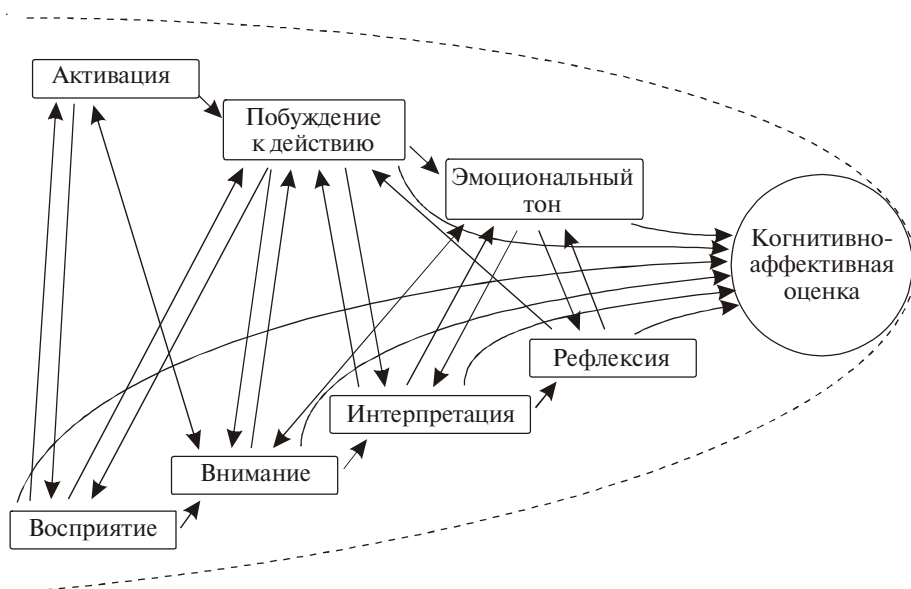 Активация
Побуждение
к действию
Эмоциональный
тон
Когнитивно-
аффективная
оценка
Рефлексия
Интерпретация
Внимание
Восприятие